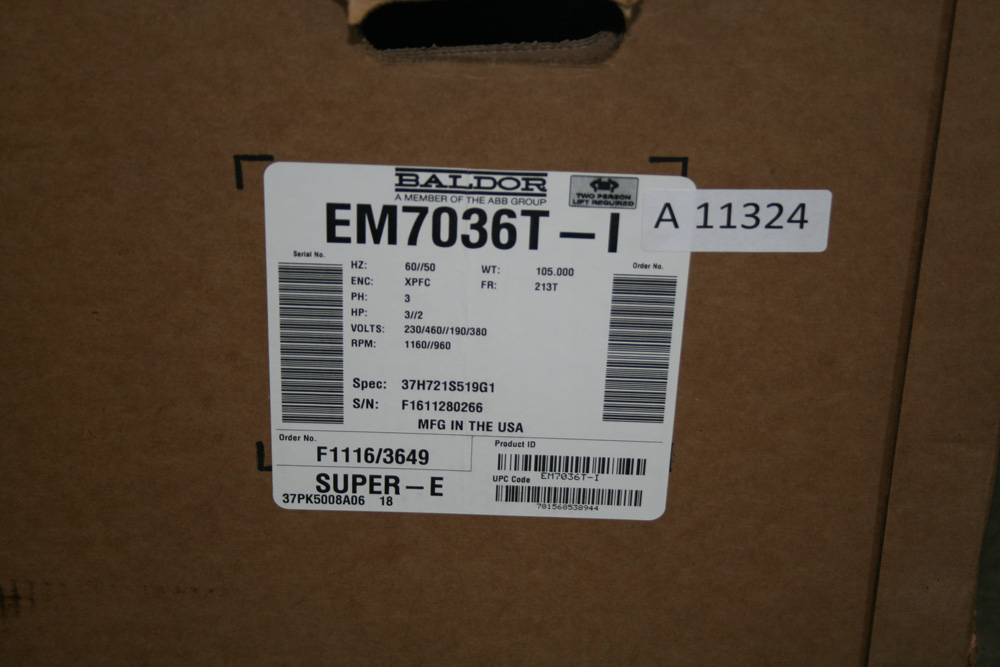 BALDOR
A MEMBER OF THE ABB GROUP
TWO PERSON
LIFT REQUIRED
EM7036T-I
A 11324
Serial No.
HZ: 60//50
ENC: XPFC
PH: 3
HP: 3//2
VOLTS: 230/460//190/380
RPM: 1160//960
WT: 105.000
FR: 213T
Order No.
Spec: 37H721S519G1
S/N: F1611280266
MFG IN THE USA
Order No.
F1116/3649
SUPER-E
37PK5008A06 18
Product ID
EM7036T-I
UPC Code
781568538944